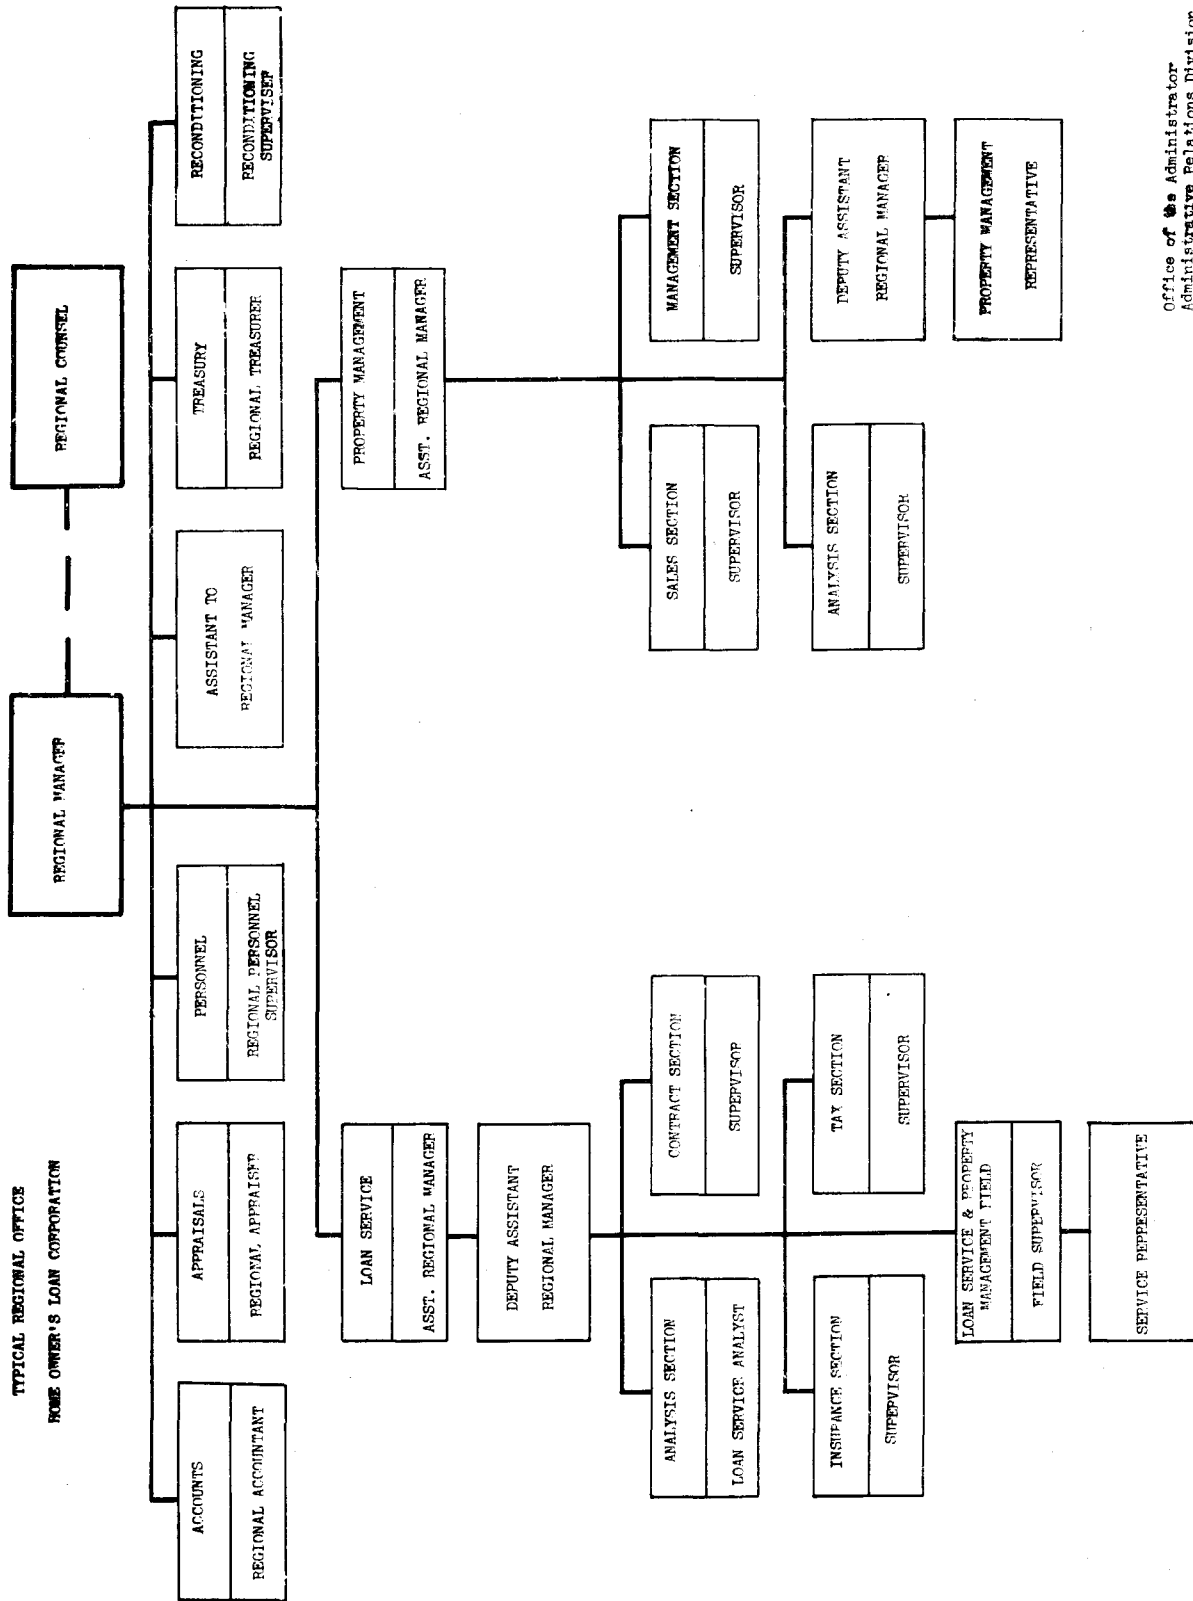 TYPICAL REGIONAL OFFICE
HOME OWNER'S LOAN CORPORATION
REGIONAL MANAGER
REGIONAL COUNSEL
ACCOUNTS
REGIONAL ACCOUNTANT
APPRAISALS
REGIONAL APPRAISER
PERSONNEL
REGIONAL PERSONNEL
SUPERVISOR
ASSISTANT TO
REGIONAL MANAGER
TREASURY
REGIONAL TREASURER
RECONDITIONING
RECONDITIONING
SUPERVISER
LOAN SERVICE
ASST. REGIONAL MANAGER
PROPERTY MANAGEMENT
ASST. REGIONAL MANAGER
DEPUTY ASSISTANT
REGIONAL MANAGER
ANALYSIS SECTION
LOAN SERVICE ANALYST
CONTRACT SECTION
SUPERVISOR
SALES SECTION
SUPERVISOR
MANAGEMENT SECTION
SUPERVISOR
INSURANCE SECTION
SUPERVISOR
TAX SECTION
SUPERVISOR
ANALYSIS SECTION
SUPERVISOR
DEPUTY ASSISTANT
REGIONAL MANAGER
LOAN SERVICE & PROPERTY
MANAGEMENT FIELD
FIELD SUPERVISOR
PROPERTY MANAGEMENT
REPRESENTATIVE
SERVICE REPRESENTATIVE
Office of the Administrator
Administrative Relations Division